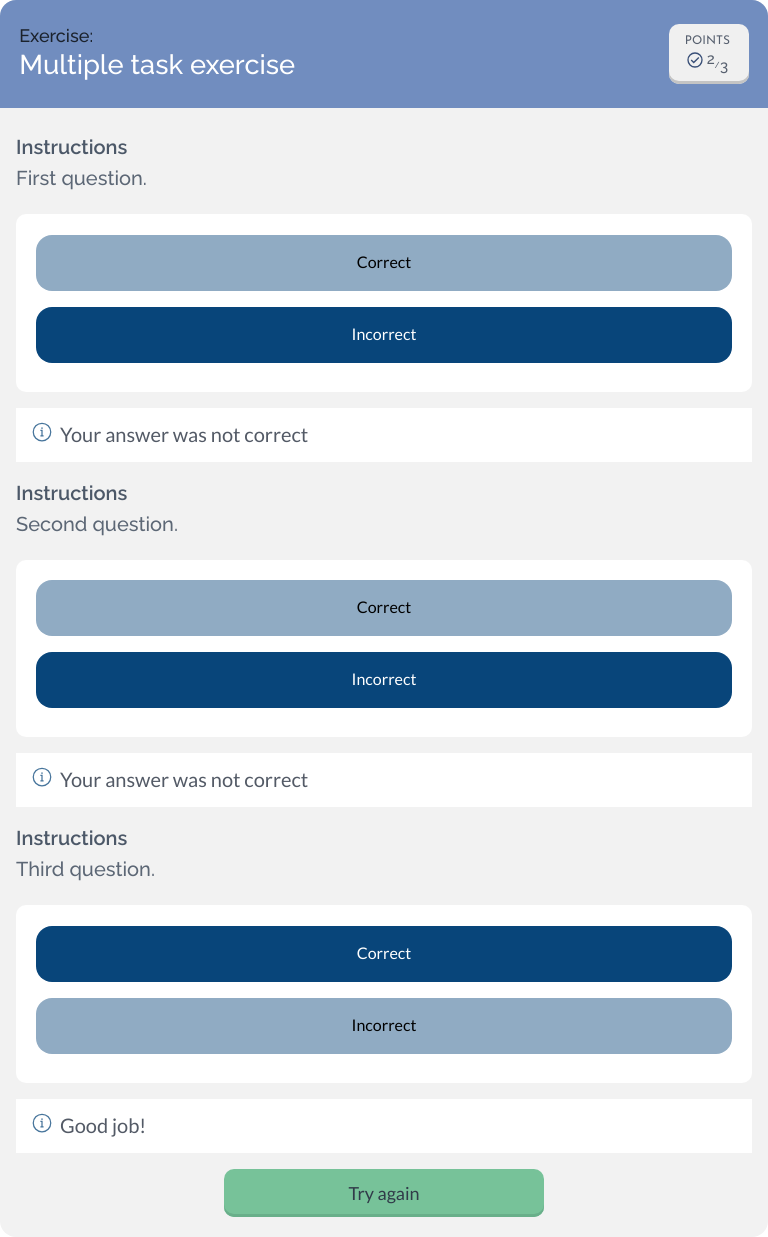 Exercise:
Multiple task exercise
POINTS
2/3
Instructions
First question.
Correct
Incorrect
Your answer was not correct
Instructions
Second question.
Correct
Incorrect
Your answer was not correct
Instructions
Third question.
Correct
Incorrect
Good job!
Try again